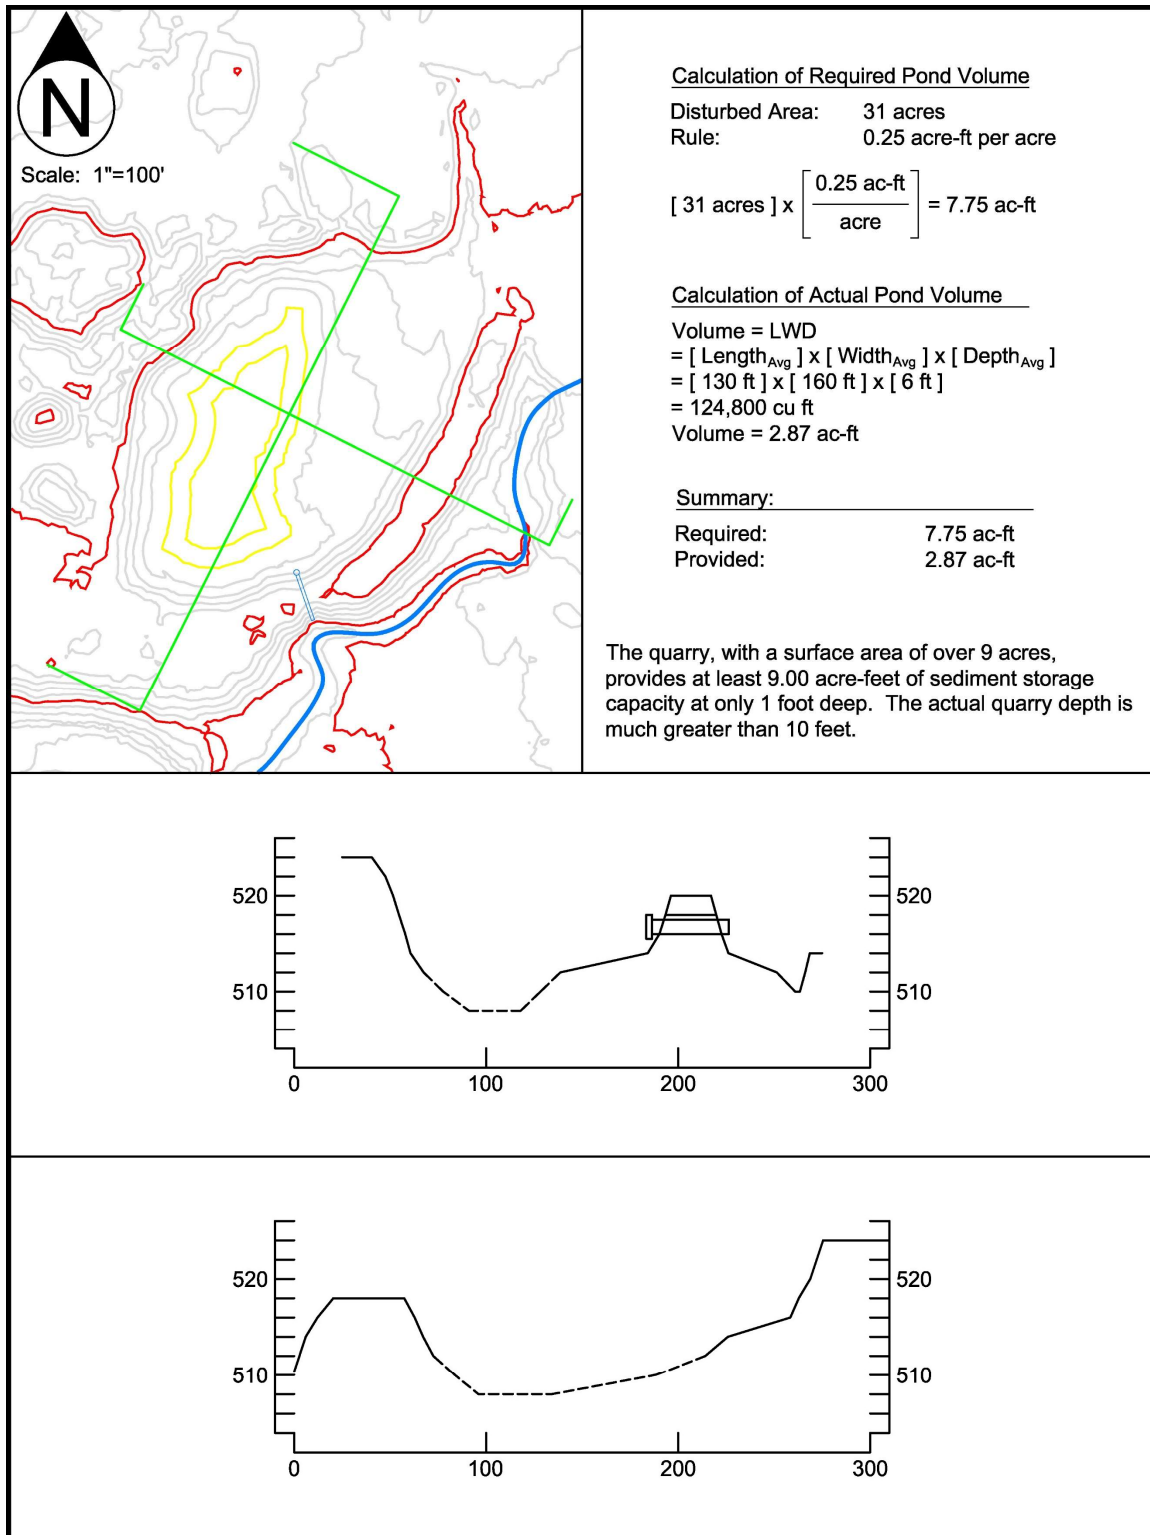 N
Scale: 1"=100'
Calculation of Required Pond Volume
Disturbed Area: 31 acres
Rule: 0.25 acre-ft per acre
[ 31 acres ] x [ 0.25 ac-ft / acre ] = 7.75 ac-ft
Calculation of Actual Pond Volume
Volume = LWD
= [ LengthAvg ] x [ WidthAvg ] x [ DepthAvg ]
= [ 130 ft ] x [ 160 ft ] x [ 6 ft ]
= 124,800 cu ft
Volume = 2.87 ac-ft
Summary:
Required: 7.75 ac-ft
Provided: 2.87 ac-ft
The quarry, with a surface area of over 9 acres,
provides at least 9.00 acre-feet of sediment storage
capacity at only 1 foot deep. The actual quarry depth is
much greater than 10 feet.
520 520
510 510
0 100 200 300
520 520
510 510
0 100 200 300